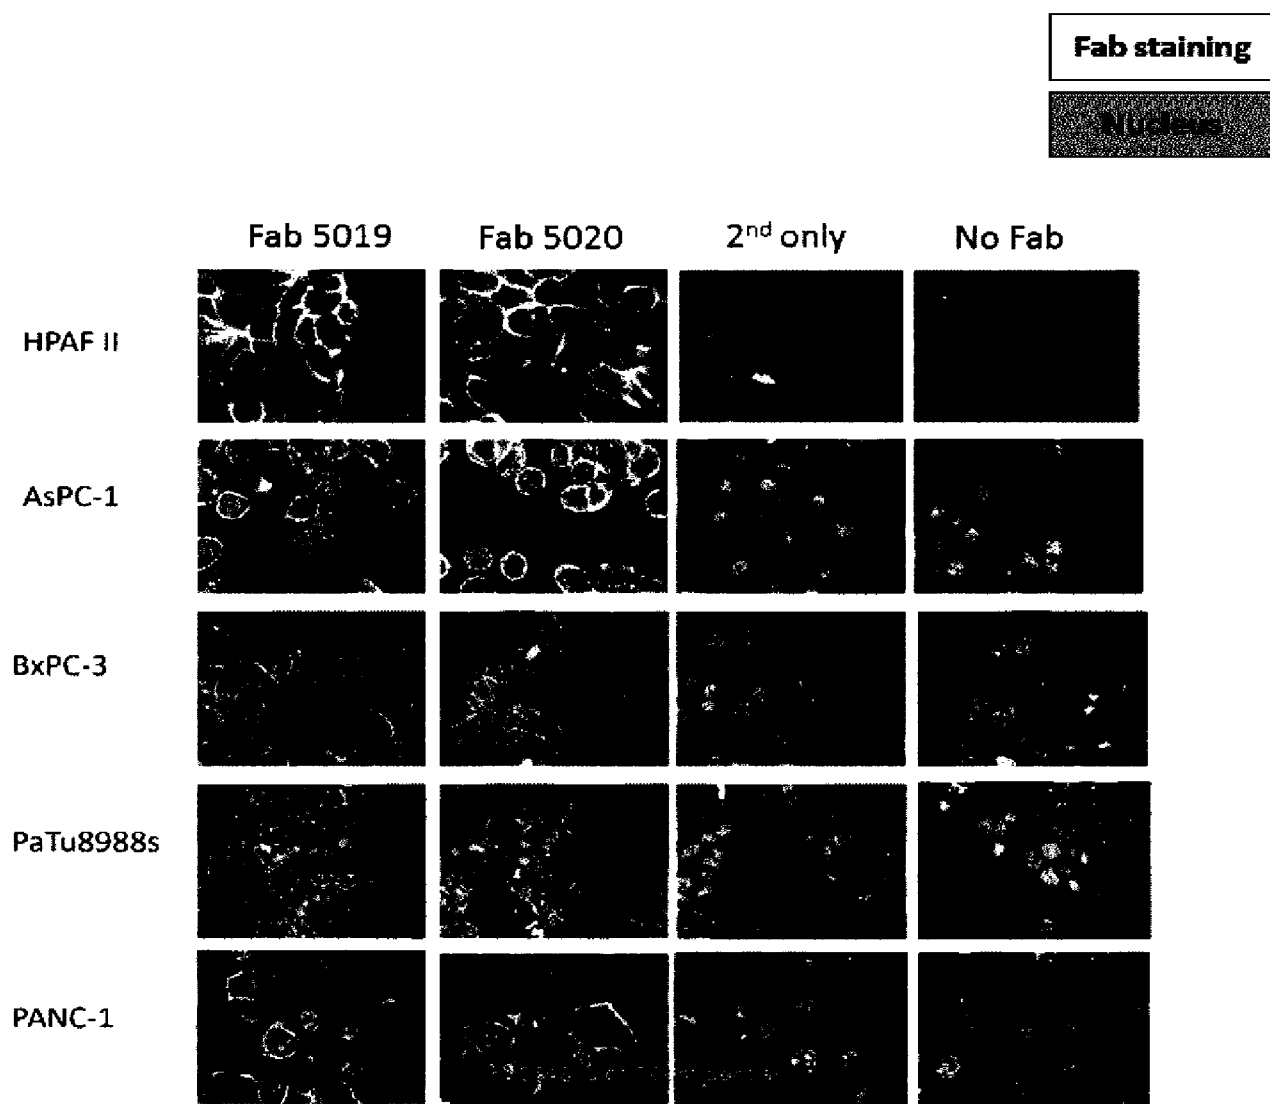 Fab staining
Nucleus
Fab 5019 Fab 5020 2nd only No Fab
HPAF II
AsPC-1
BxPC-3
PaTu8988s
PANC-1